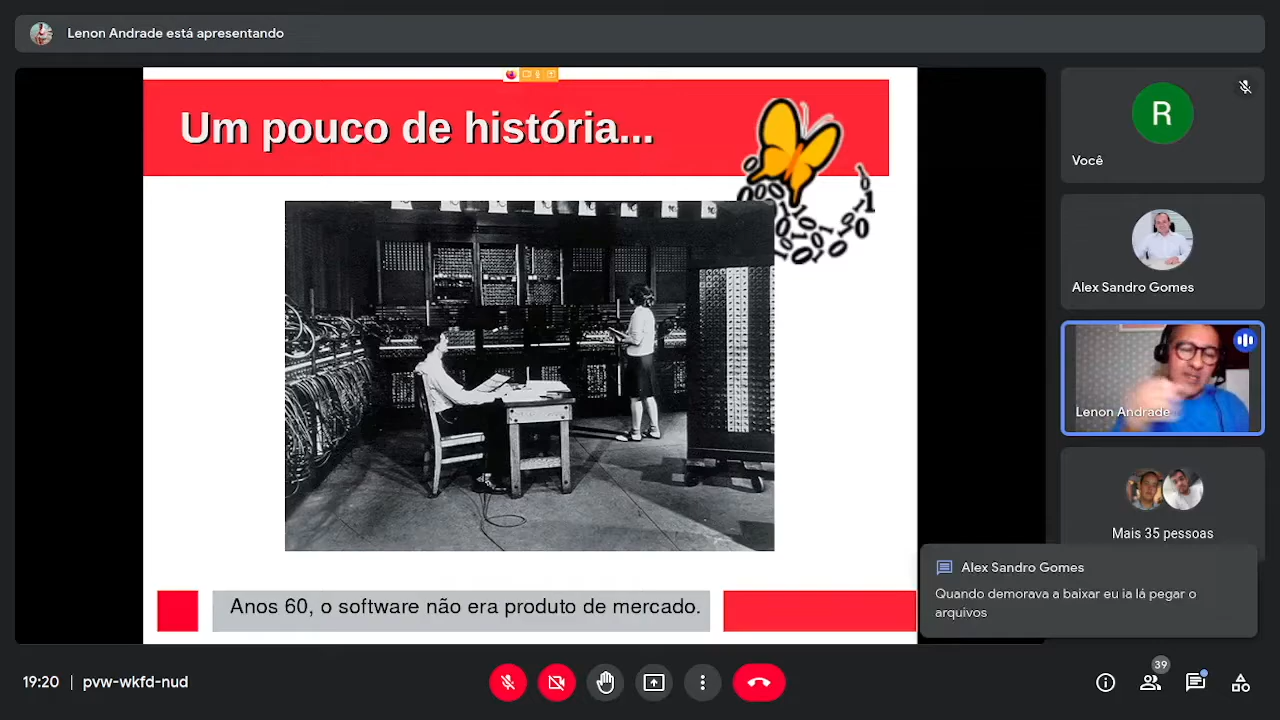 Lenon Andrade está apresentando
Um pouco de história...
Anos 60, o software não era produto de mercado.
R
Você
Alex Sandro Gomes
Lenon Andrade
Mais 35 pessoas
Alex Sandro Gomes
Quando demorava a baixar eu ia lá pegar o
arquivos
19:20 | pvw-wkfd-nud
39